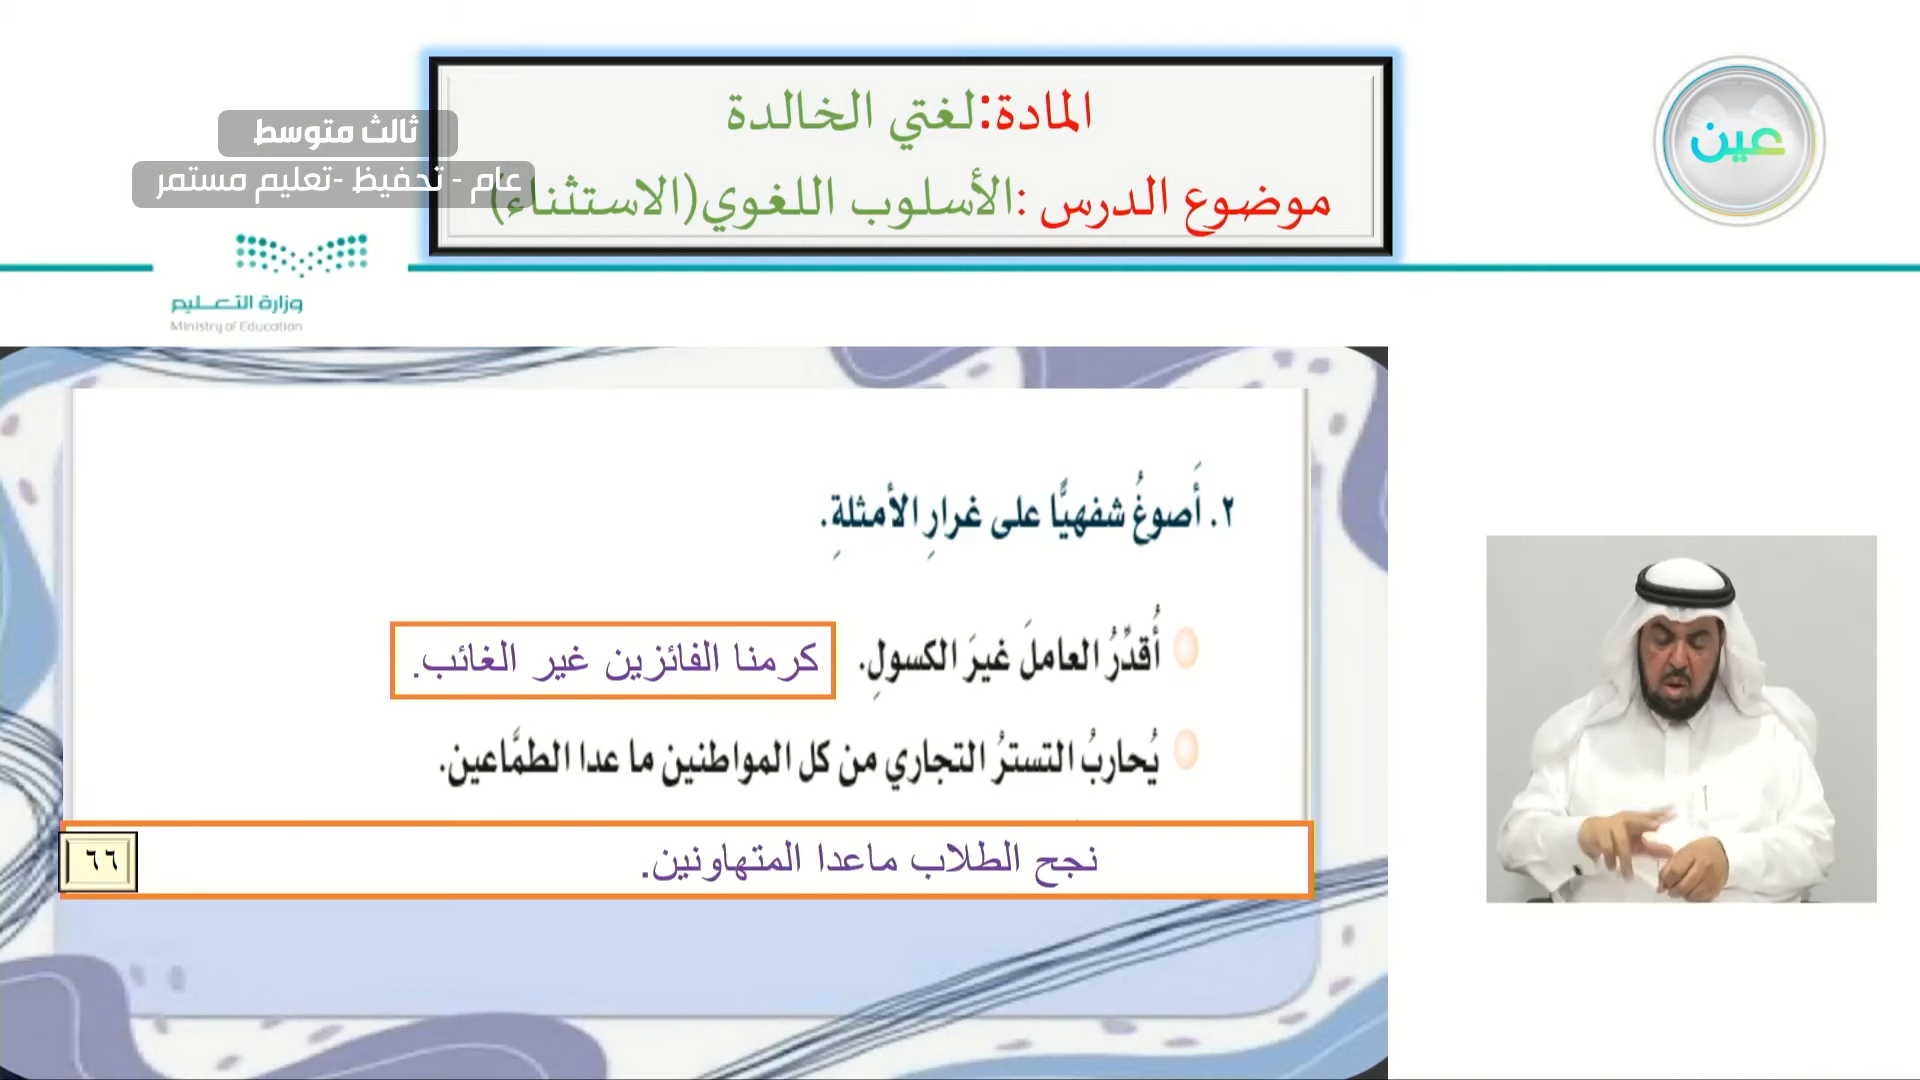 المادة:لغتي الخالدة
موضوع الدرس :الأسلوب اللغوي(الاستثناء)
ثالث متوسط
عام - تحفيظ -تعليم مستمر
عين
وزارة التعليم
Ministry of Education
٢. أَصوغُ شفهيًّا على غرارِ الأمثلةِ.
أُقدِّرُ العاملَ غيرَ الكسولِ.
كرمنا الفائزين غير الغائب.
يُحاربُ التسترُ التجاري من كل المواطنين ما عدا الطمَّاعين.
نجح الطلاب ماعدا المتهاونين.
٦٦